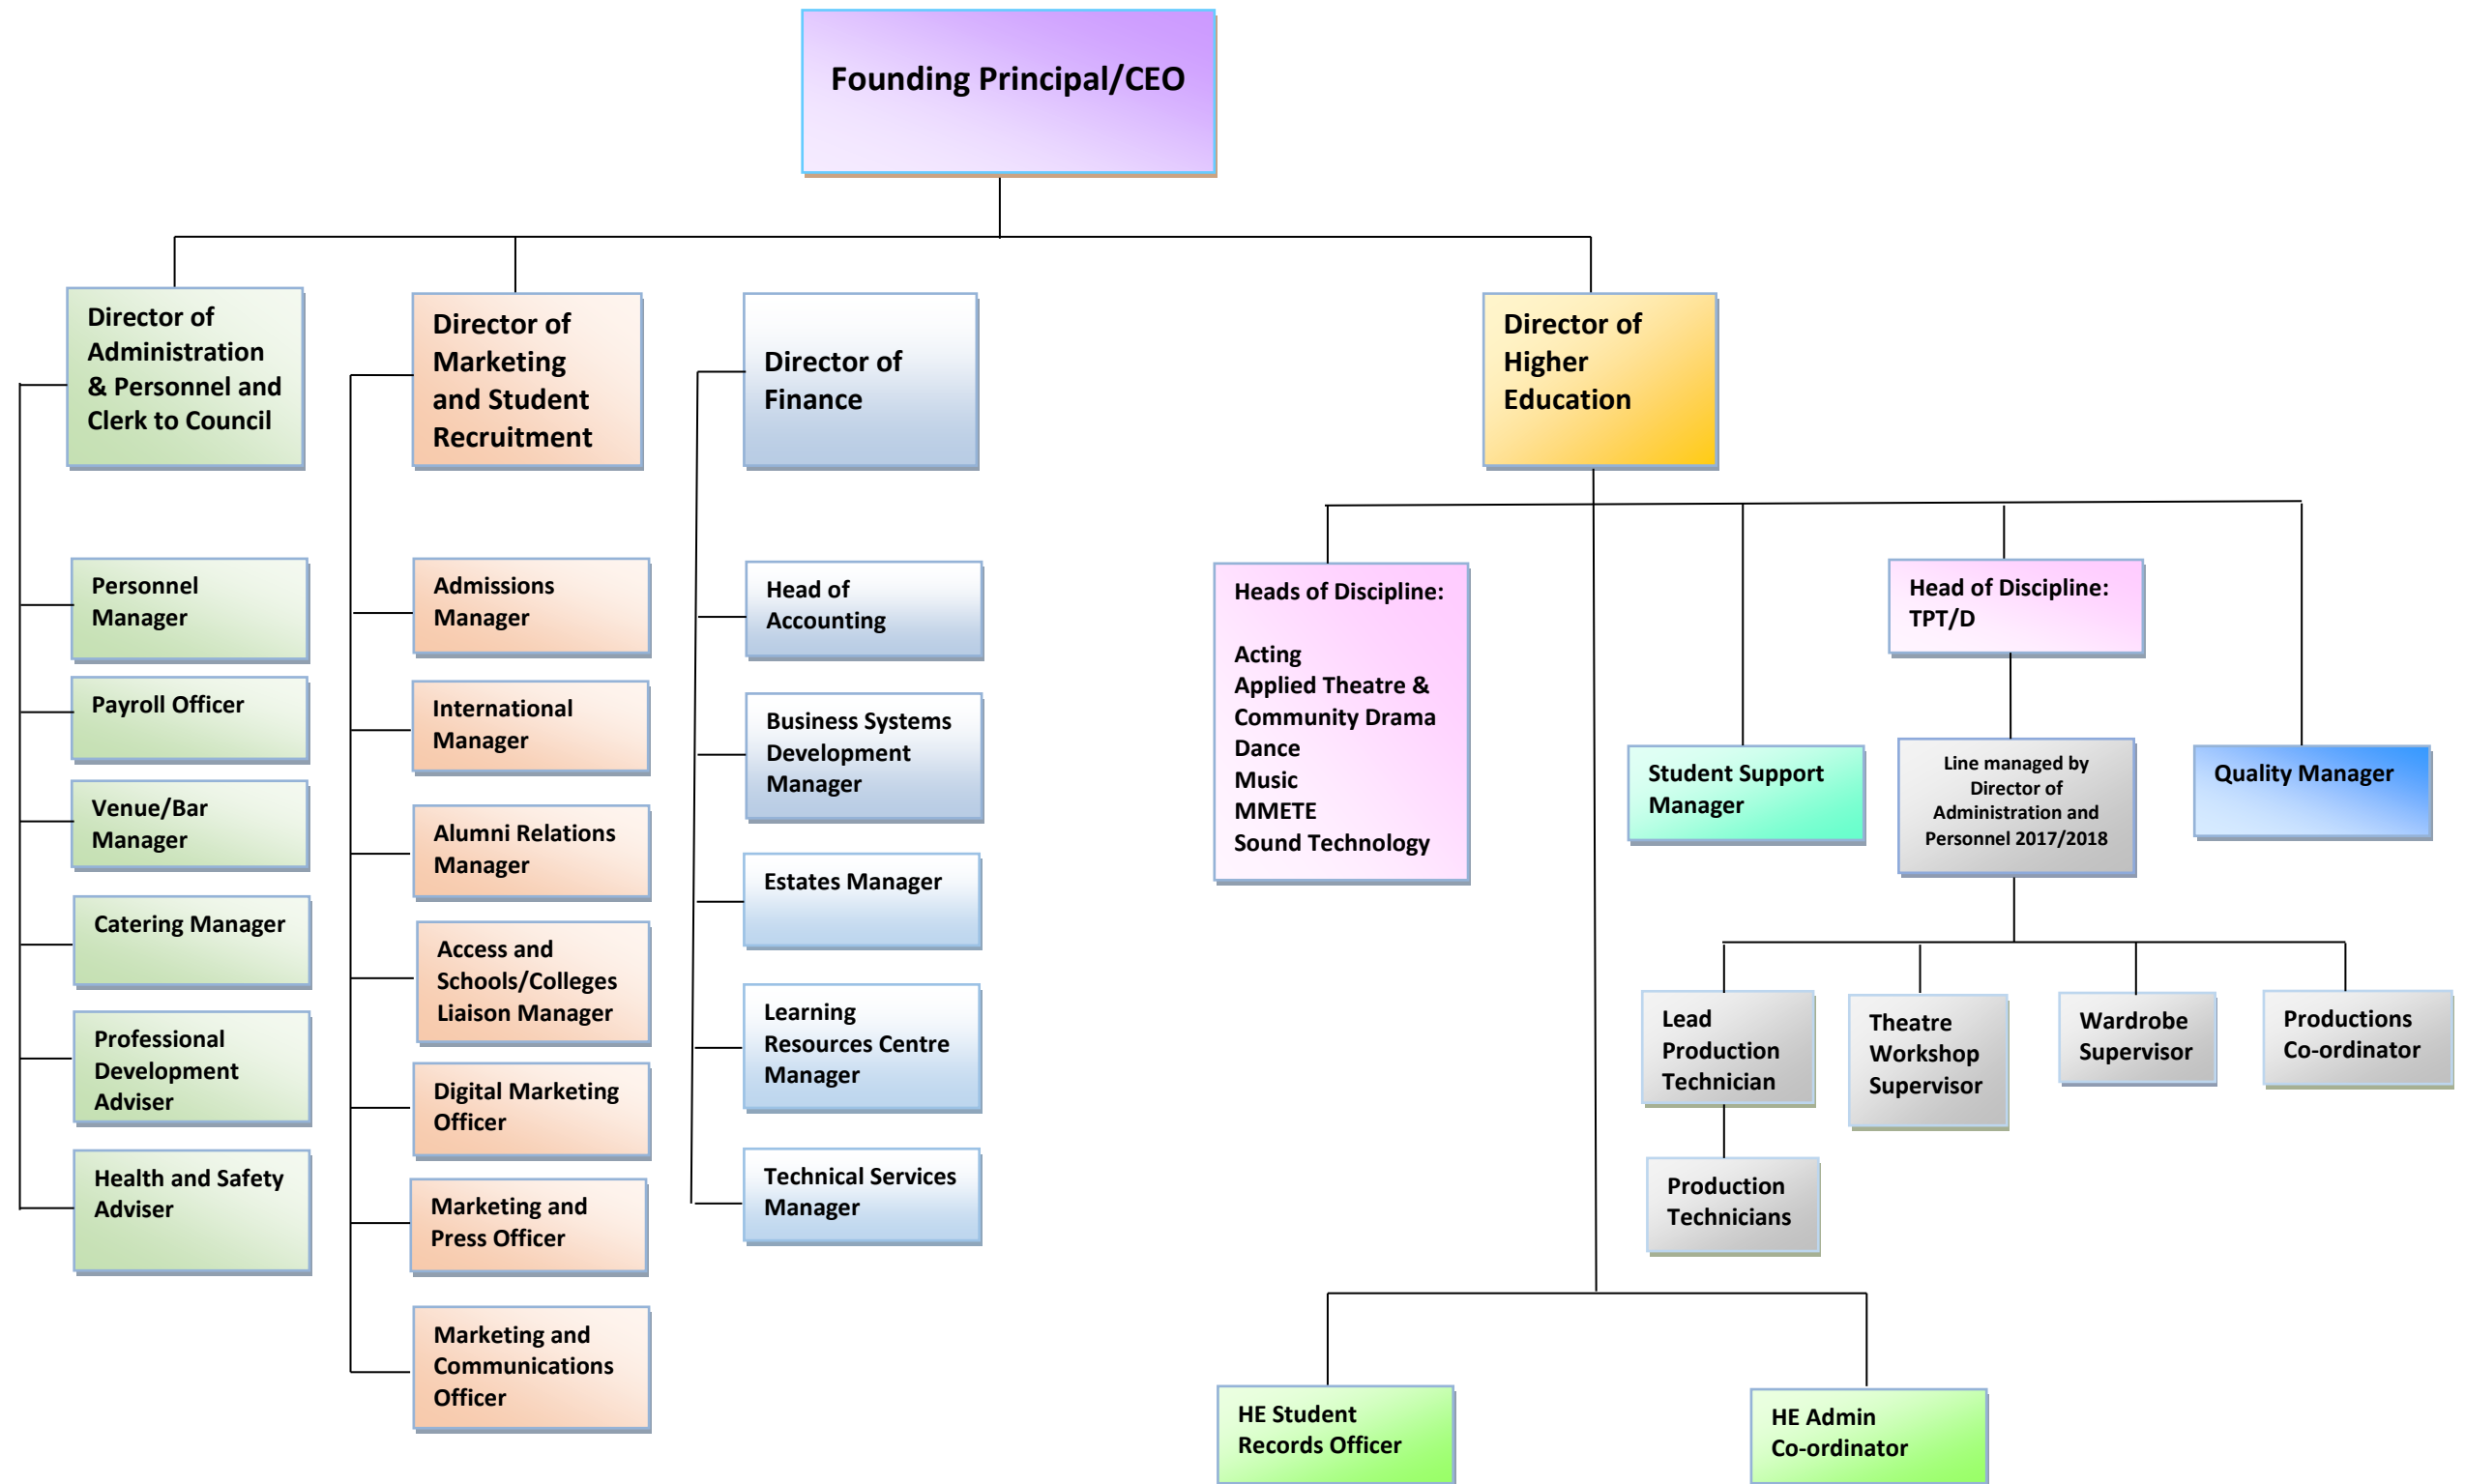 Founding Principal/CEO
Director of
Administration
& Personnel and
Clerk to Council
Director of
Marketing
and Student
Recruitment
Director of
Finance
Director of
Higher
Education
Personnel
Manager
Payroll Officer
Venue/Bar
Manager
Catering Manager
Professional
Development
Adviser
Health and Safety
Adviser
Admissions
Manager
International
Manager
Alumni Relations
Manager
Access and
Schools/Colleges
Liaison Manager
Digital Marketing
Officer
Marketing and
Press Officer
Marketing and
Communications
Officer
Head of
Accounting
Business Systems
Development
Manager
Estates Manager
Learning
Resources Centre
Manager
Technical Services
Manager
Heads of Discipline:
Acting
Applied Theatre &
Community Drama
Dance
Music
MMETE
Sound Technology
Student Support
Manager
Head of Discipline:
TPT/D
Line managed by
Director of
Administration and
Personnel 2017/2018
Quality Manager
Lead
Production
Technician
Theatre
Workshop
Supervisor
Wardrobe
Supervisor
Productions
Co-ordinator
Production
Technicians
HE Student
Records Officer
HE Admin
Co-ordinator